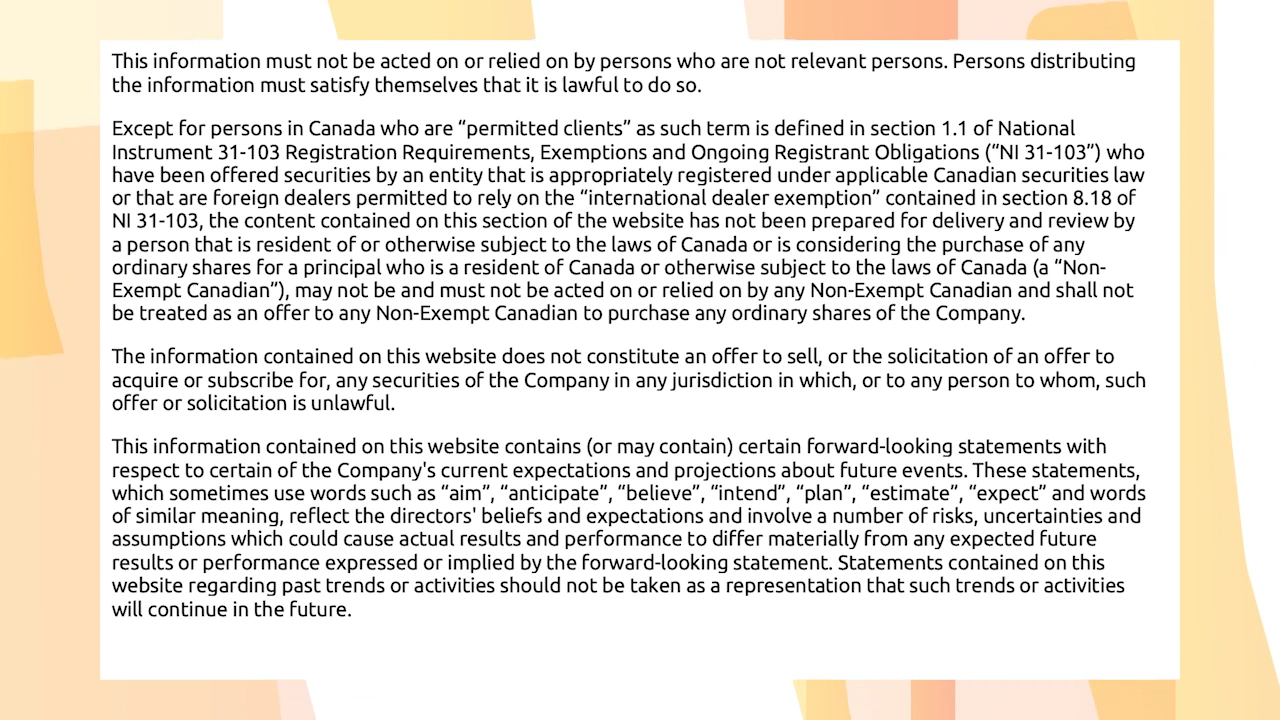 This information must not be acted on or relied on by persons who are not relevant persons. Persons distributing
the information must satisfy themselves that it is lawful to do so.
Except for persons in Canada who are “permitted clients” as such term is defined in section 1.1 of National
Instrument 31-103 Registration Requirements, Exemptions and Ongoing Registrant Obligations (“NI 31-103”) who
have been offered securities by an entity that is appropriately registered under applicable Canadian securities law
or that are foreign dealers permitted to rely on the “international dealer exemption” contained in section 8.18 of
NI 31-103, the content contained on this section of the website has not been prepared for delivery and review by
a person that is resident of or otherwise subject to the laws of Canada or is considering the purchase of any
ordinary shares for a principal who is a resident of Canada or otherwise subject to the laws of Canada (a “Non-
Exempt Canadian”), may not be and must not be acted on or relied on by any Non-Exempt Canadian and shall not
be treated as an offer to any Non-Exempt Canadian to purchase any ordinary shares of the Company.
The information contained on this website does not constitute an offer to sell, or the solicitation of an offer to
acquire or subscribe for, any securities of the Company in any jurisdiction in which, or to any person to whom, such
offer or solicitation is unlawful.
This information contained on this website contains (or may contain) certain forward-looking statements with
respect to certain of the Company's current expectations and projections about future events. These statements,
which sometimes use words such as “aim”, “anticipate”, “believe”, “intend”, “plan”, “estimate”, “expect” and words
of similar meaning, reflect the directors' beliefs and expectations and involve a number of risks, uncertainties and
assumptions which could cause actual results and performance to differ materially from any expected future
results or performance expressed or implied by the forward-looking statement. Statements contained on this
website regarding past trends or activities should not be taken as a representation that such trends or activities
will continue in the future.